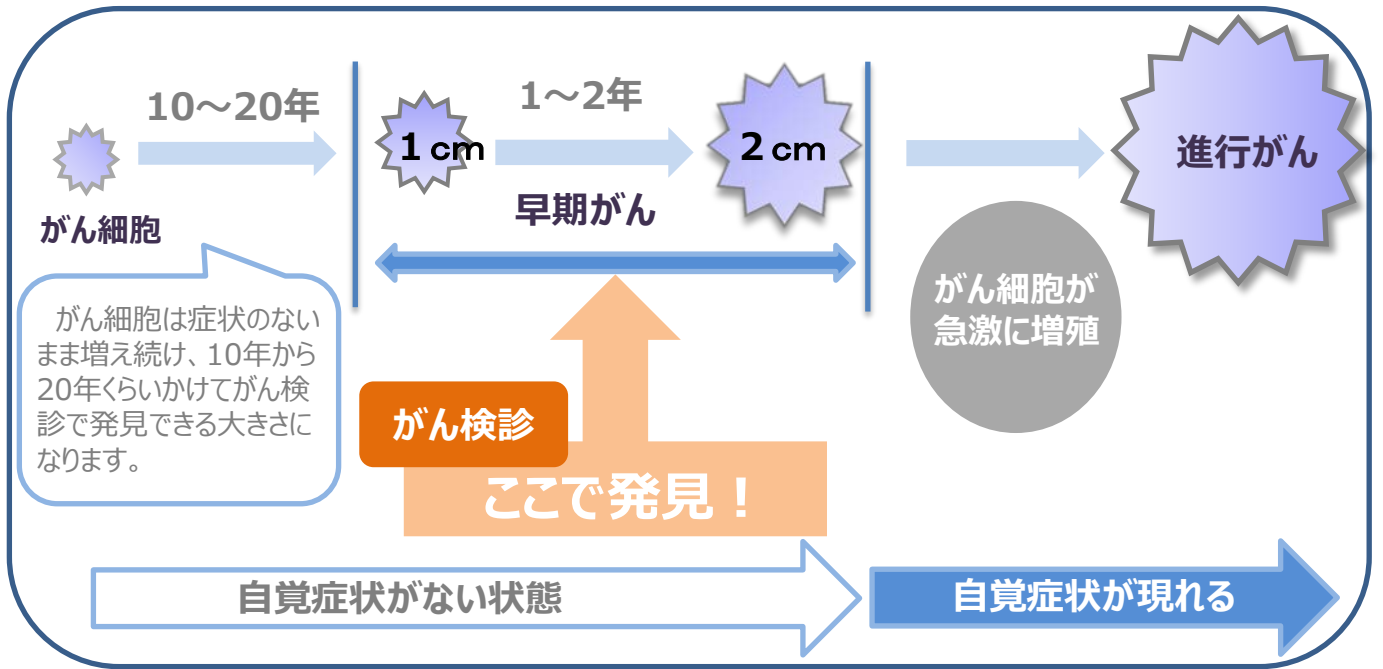 10～20年
1～2年
1 cm
2 cm
進行がん
がん細胞
早期がん
がん細胞は症状のない
まま増え続け、10年から
20年くらいかけてがん検
診で発見できる大きさに
なります。
がん細胞が
急激に増殖
がん検診
ここで発見！
自覚症状がない状態
自覚症状が現れる